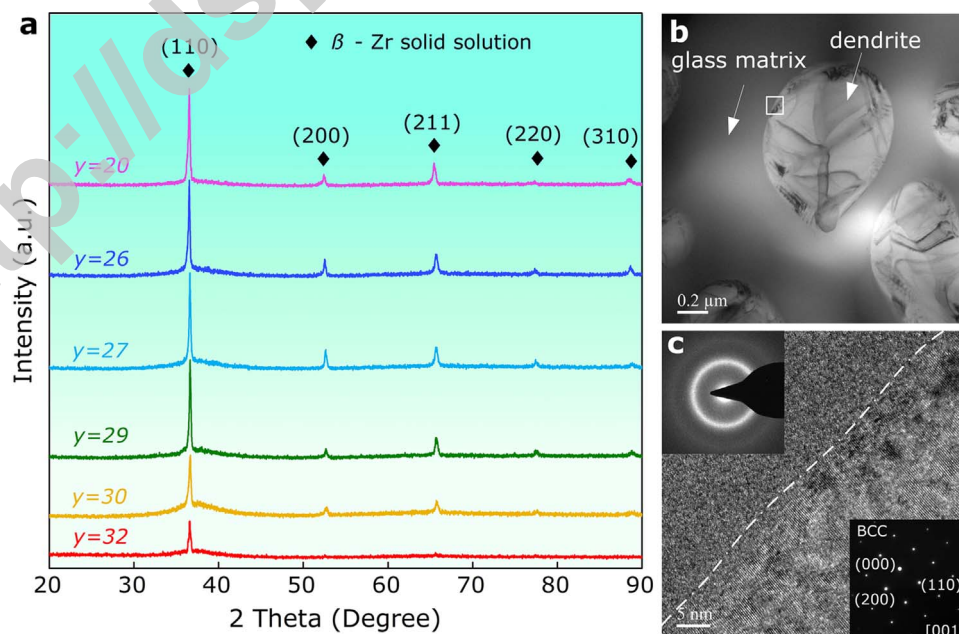 a
(110)
♦ β - Zr solid solution
(200)
(211)
(220)
(310)
y=20
y=26
y=27
y=29
y=30
y=32
Intensity (a.u.)
20 30 40 50 60 70 80 90
2 Theta (Degree)
b
dendrite
glass matrix
0.2 μm
c
BCC
(000)
(110)
(200)
5 nm
[001
p://ds